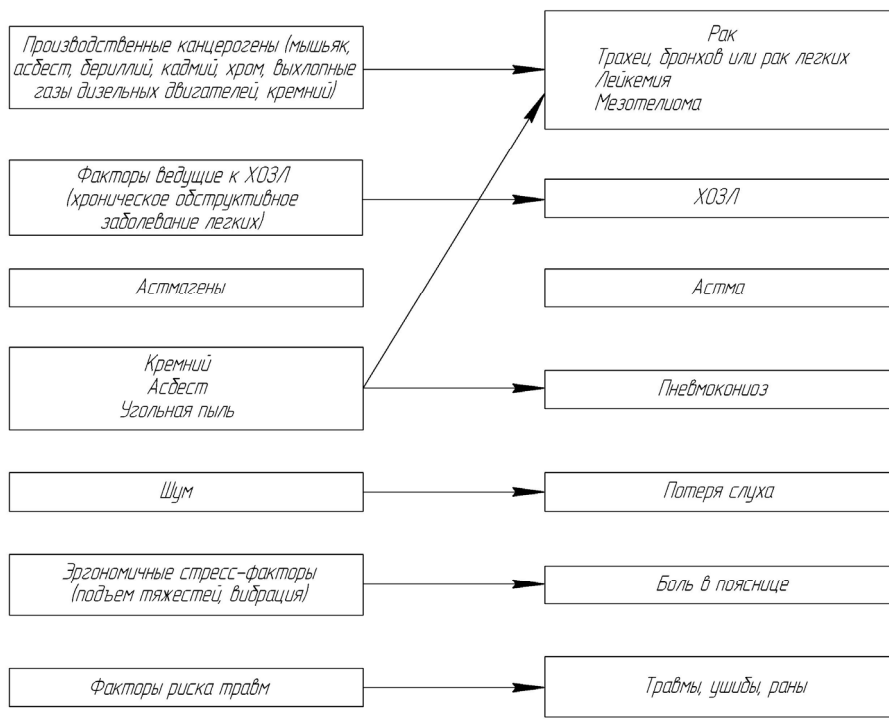 Производственные канцерогены (мышьяк,
асбест, бериллий, кадмий, хром, выхлопные
газы дизельных двигателей, кремний)
Рак
Трахеи, бронхов или рак легких
Лейкемия
Мезотелиома
Факторы ведущие к ХОЗЛ
(хроническое обструктивное
заболевание легких)
ХОЗЛ
Астмагены
Астма
Кремний
Асбест
Угольная пыль
Пневмокониоз
Шум
Потеря слуха
Эргономичные стресс-факторы
(подъем тяжестей, вибрация)
Боль в пояснице
Факторы риска травм
Травмы, ушибы, раны